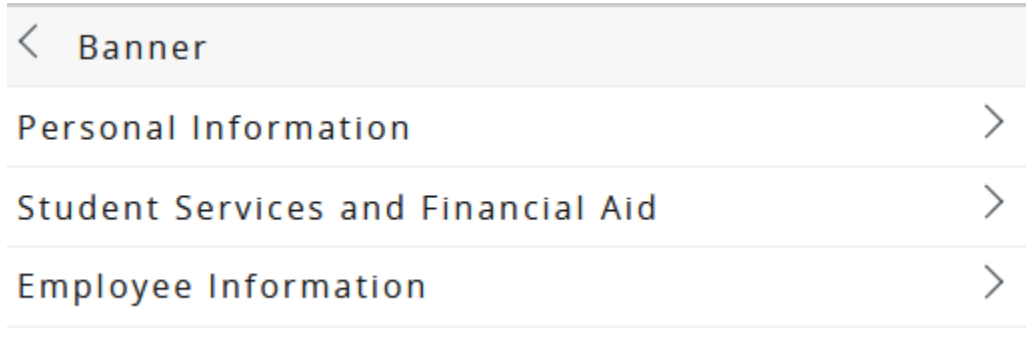 Banner
Personal Information
Student Services and Financial Aid
Employee Information